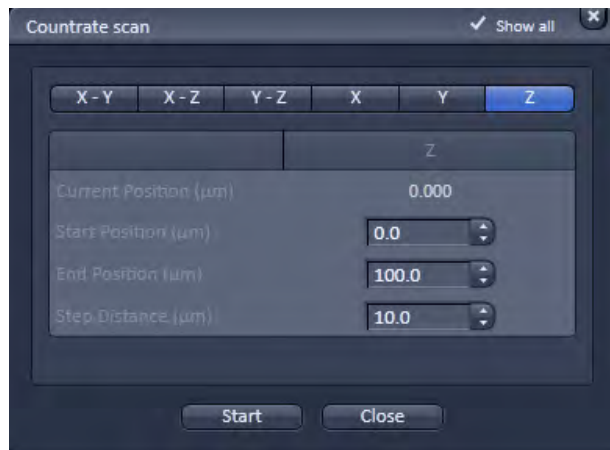 Countrate scan
Show all
X - Y X - Z Y - Z X Y Z
Z
Current Position (µm) 0.000
Start Position (µm) 0.0
End Position (µm) 100.0
Step Distance (µm) 10.0
Start Close